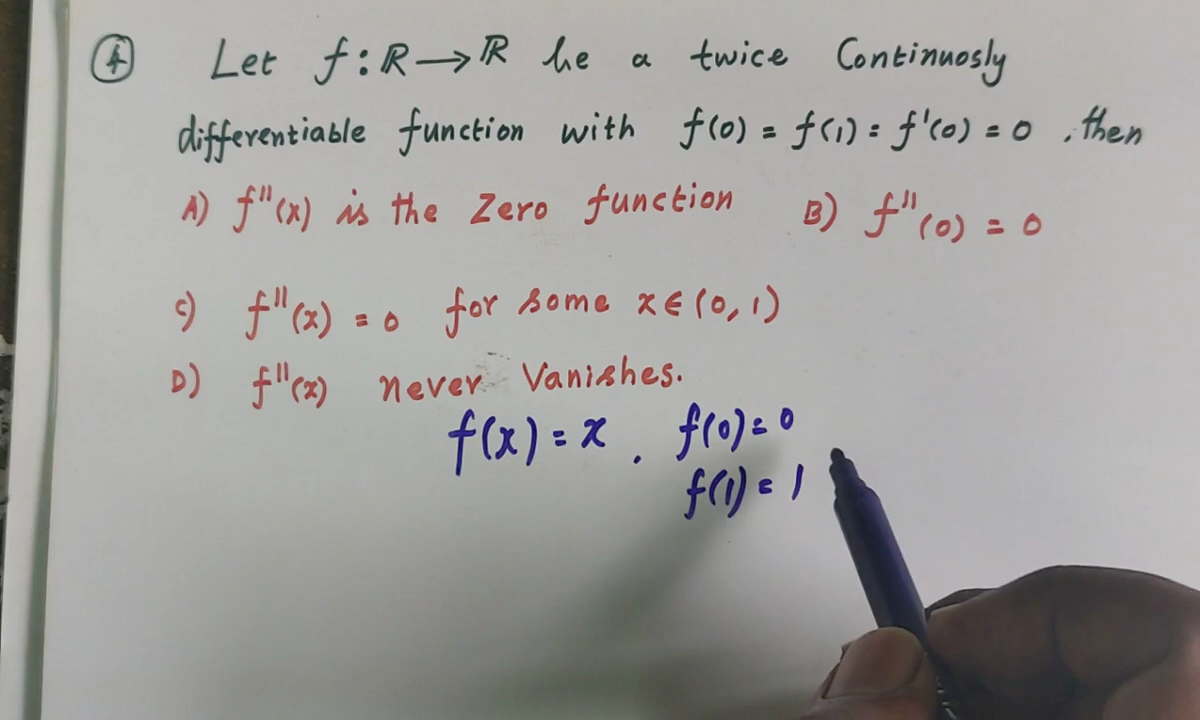 ④ Let f : ℝ → ℝ be a twice Continuosly
differentiable function with f(0) = f(1) = f'(0) = 0 , then
A) f''(x) is the Zero function B) f''(0) = 0
c) f''(x) = 0 for some x ∈ (0, 1)
D) f''(x) never Vanishes.
f(x) = x . f(0) = 0
f(1) = 1